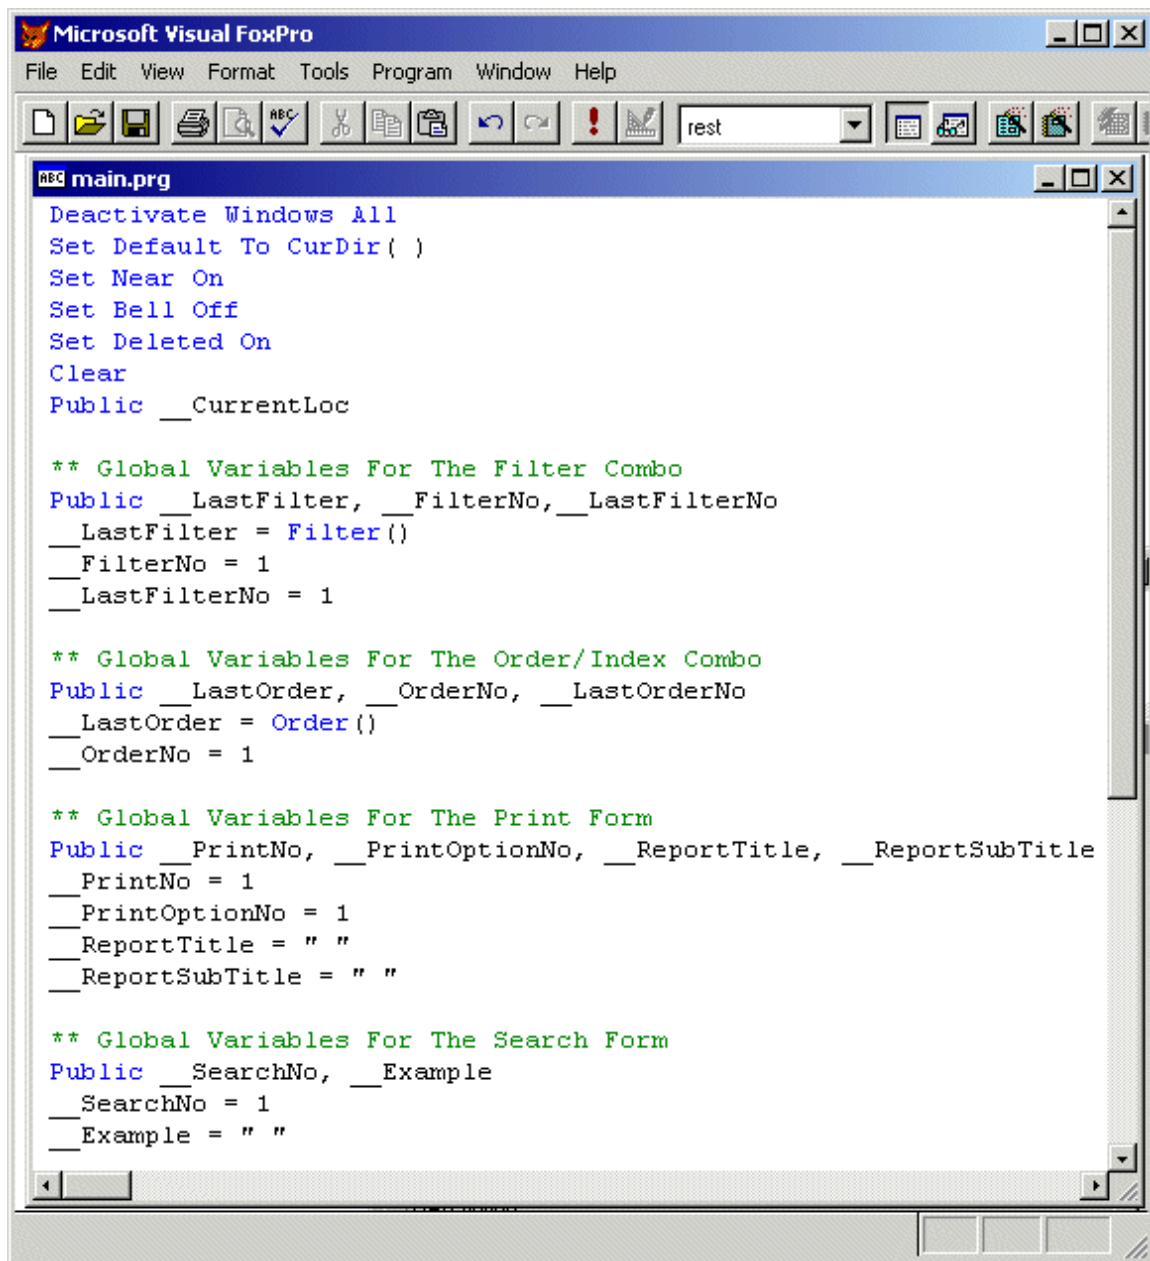 Microsoft Visual FoxPro
File Edit View Format Tools Program Window Help
ABC rest
ABC main.prg
Deactivate Windows All
Set Default To CurDir( )
Set Near On
Set Bell Off
Set Deleted On
Clear
Public __CurrentLoc
** Global Variables For The Filter Combo
Public __LastFilter, __FilterNo,__LastFilterNo
__LastFilter = Filter()
__FilterNo = 1
__LastFilterNo = 1
** Global Variables For The Order/Index Combo
Public __LastOrder, __OrderNo, __LastOrderNo
__LastOrder = Order()
__OrderNo = 1
** Global Variables For The Print Form
Public __PrintNo, __PrintOptionNo, __ReportTitle, __ReportSubTitle
__PrintNo = 1
__PrintOptionNo = 1
__ReportTitle = " "
__ReportSubTitle = " "
** Global Variables For The Search Form
Public __SearchNo, __Example
__SearchNo = 1
__Example = " "